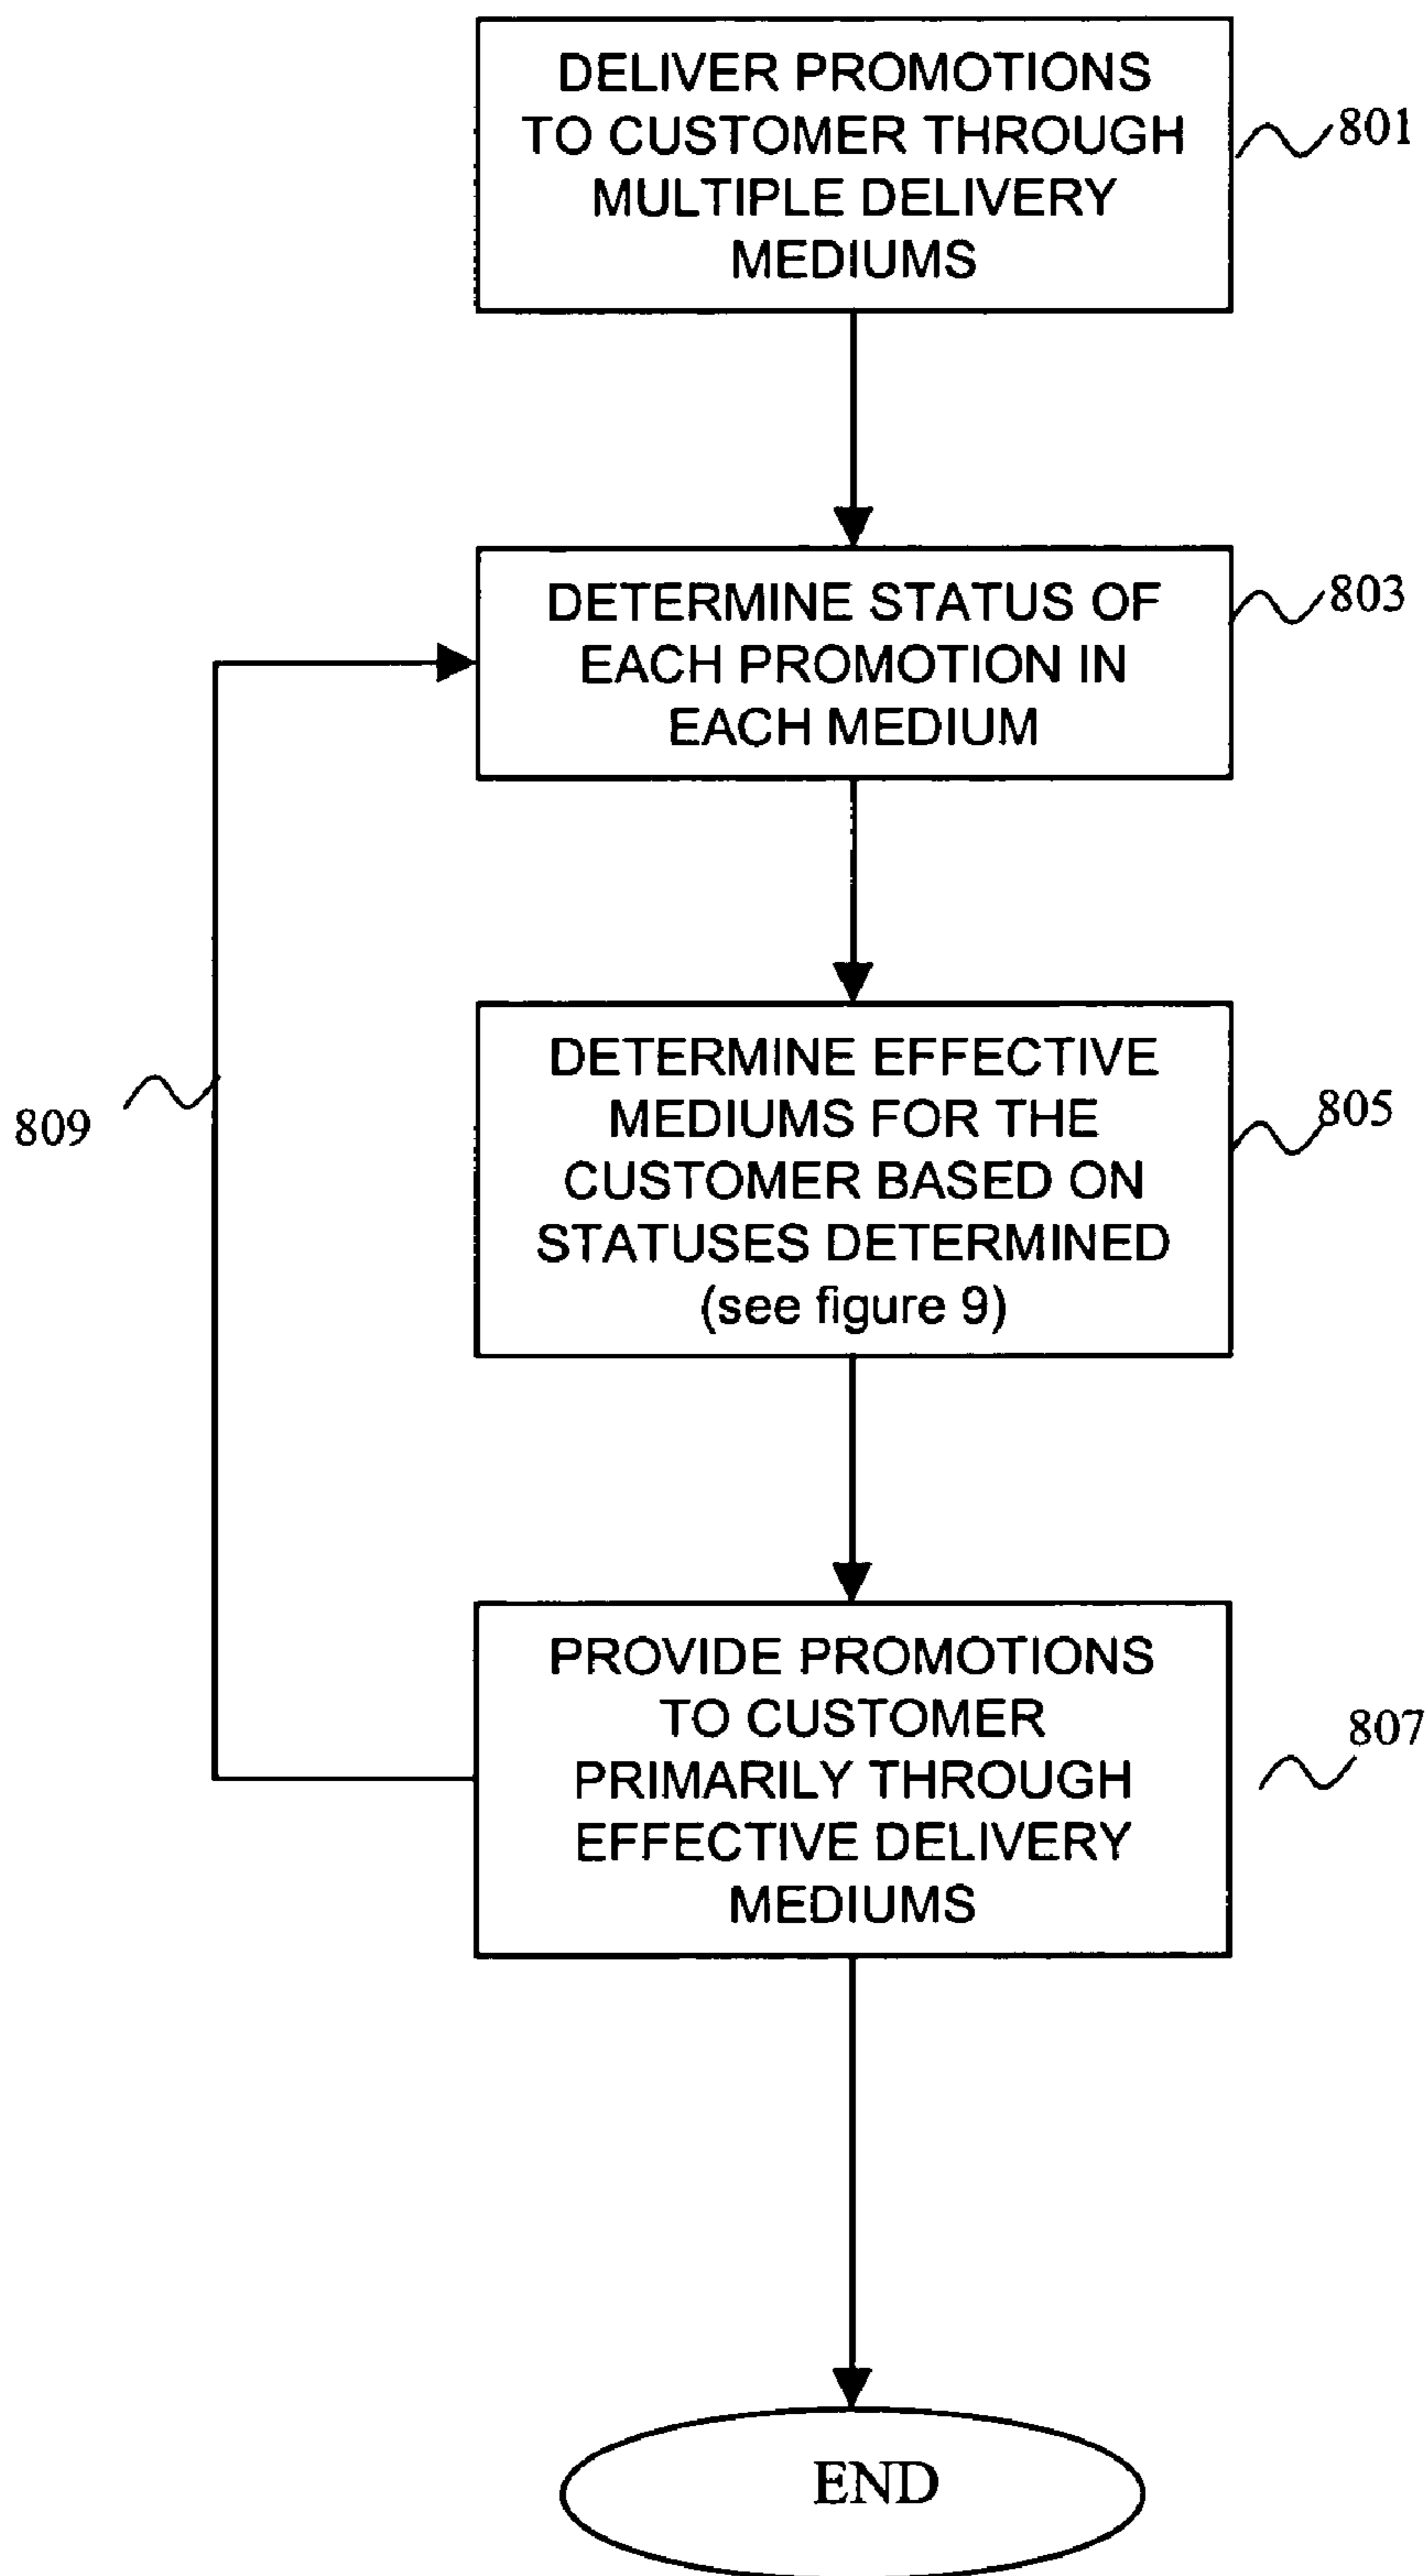 DELIVER PROMOTIONS
TO CUSTOMER THROUGH
MULTIPLE DELIVERY
MEDIUMS
801
DETERMINE STATUS OF
EACH PROMOTION IN
EACH MEDIUM
803
DETERMINE EFFECTIVE
MEDIUMS FOR THE
CUSTOMER BASED ON
STATUSES DETERMINED
(see figure 9)
805
809
PROVIDE PROMOTIONS
TO CUSTOMER
PRIMARILY THROUGH
EFFECTIVE DELIVERY
MEDIUMS
807
END